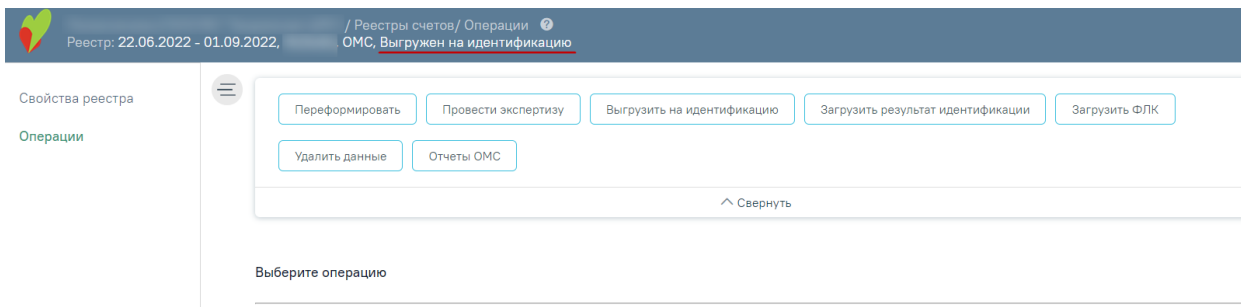 / Реестры счетов/ Операции ?
Реестр: 22.06.2022 - 01.09.2022, ОМС, Выгружен на идентификацию
Свойства реестра
Операции
Переформировать Провести экспертизу Выгрузить на идентификацию Загрузить результат идентификации Загрузить ФЛК
Удалить данные Отчеты ОМС
Свернуть
Выберите операцию